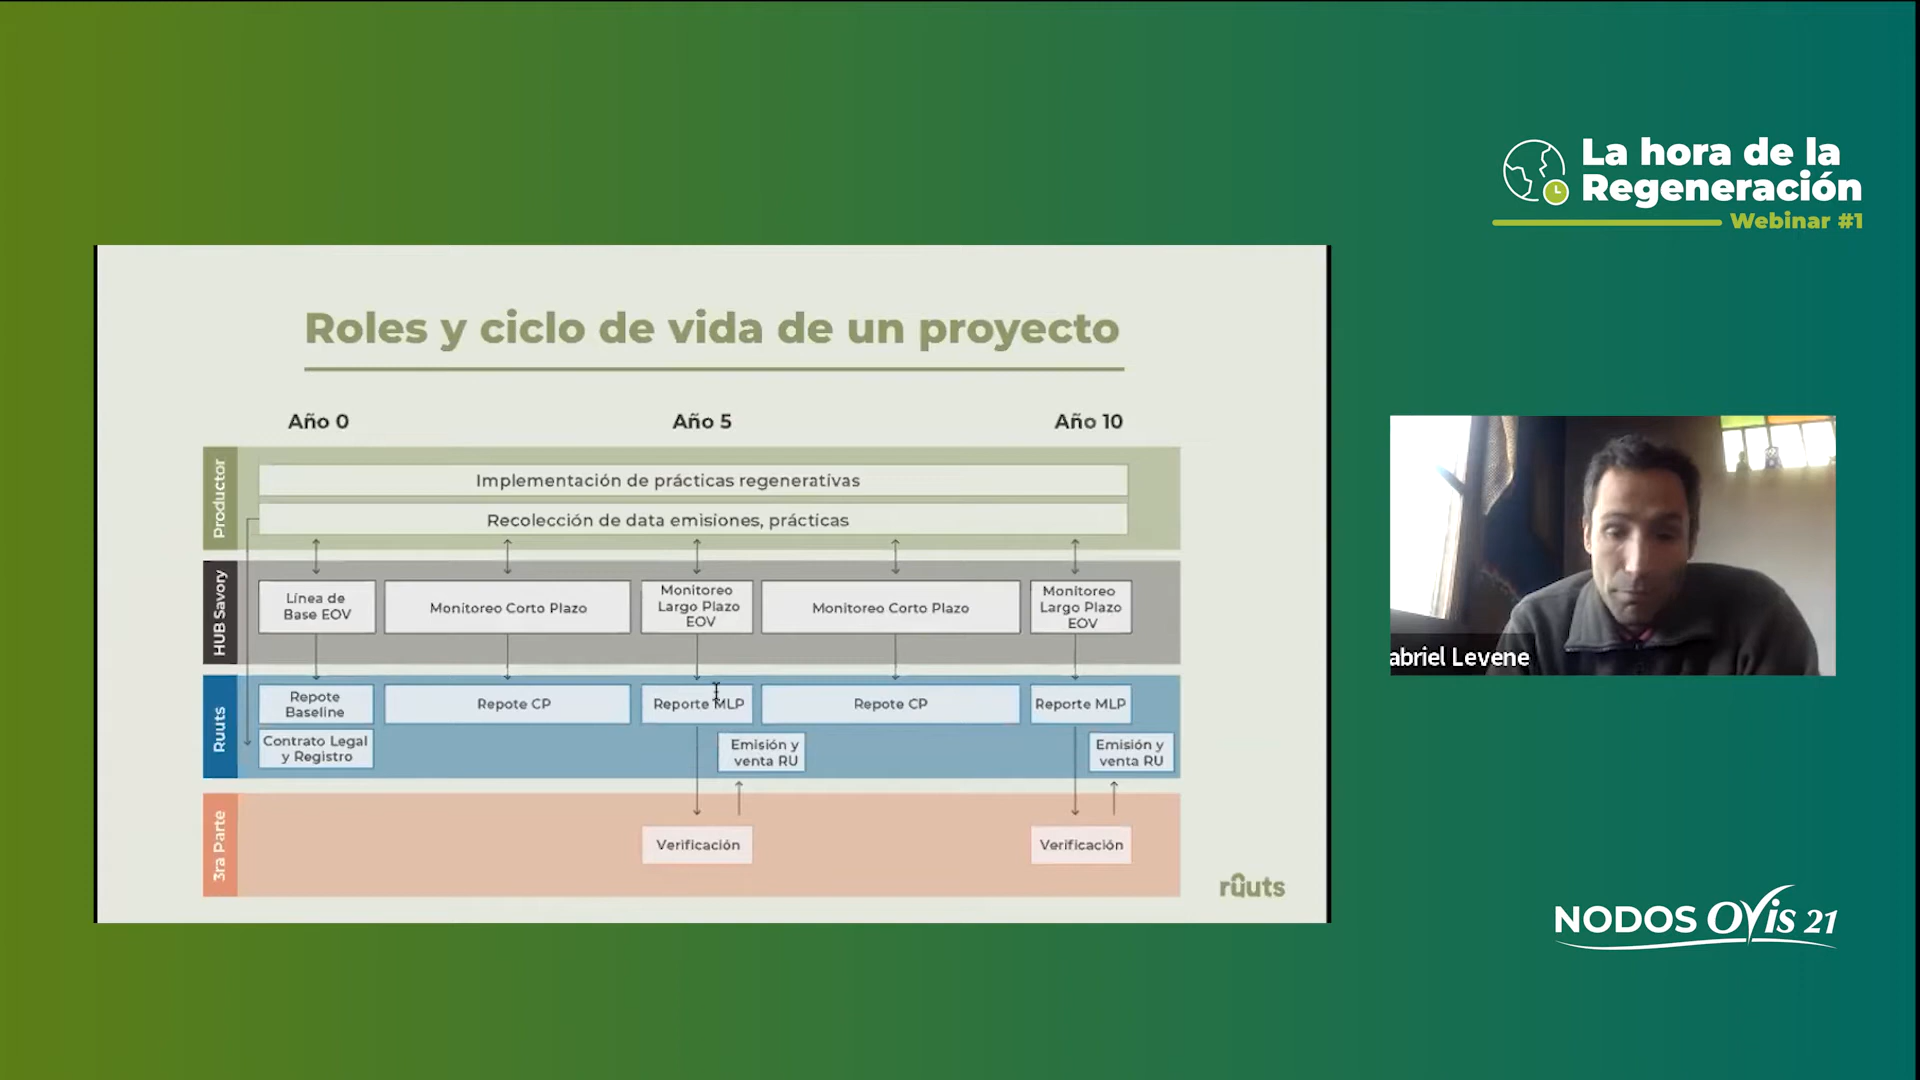 La hora de la
Regeneración
Webinar #1
Roles y ciclo de vida de un proyecto
Año 0
Año 5
Año 10
Productor
Implementación de prácticas regenerativas
Recolección de data emisiones, prácticas
HUB Savory
Línea de
Base EOV
Monitoreo Corto Plazo
Monitoreo
Largo Plazo
EOV
Monitoreo Corto Plazo
Monitoreo
Largo Plazo
EOV
Ruuts
Repote
Baseline
Repote CP
Reporte MLP
Repote CP
Reporte MLP
Contrato Legal
y Registro
Emisión y
venta RU
Emisión y
venta RU
3ra Parte
Verificación
Verificación
ruuts
abriel Levene
NODOS Ovis 21